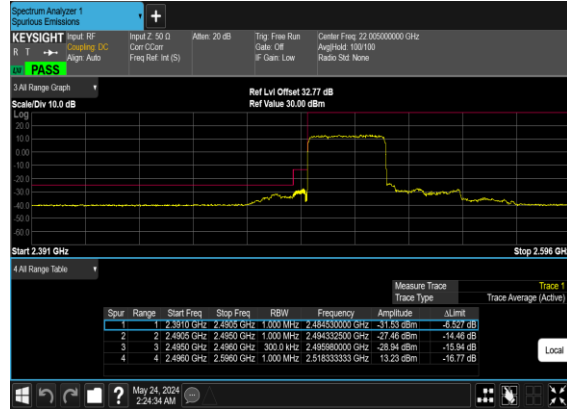 Spectrum Analyzer 1
Spurious Emissions
+
KEYSIGHT Input: RF Input Z: 50 Ω Atten: 20 dB Trig: Free Run Center Freq: 22.005000000 GHz
R T Coupling: DC Corr CCorr Gate: Off Avg|Hold: 100/100
Align: Auto Freq Ref: Int (S) IF Gain: Low Radio Std: None
PASS
3 All Range Graph Ref Lvl Offset 32.77 dB
Scale/Div 10.0 dB Ref Value 30.00 dBm
Log
20.0
10.0
0.00
-10.0
-20.0
-30.0
-40.0
-50.0
-60.0
Start 2.391 GHz Stop 2.596 GH
4 All Range Table
Measure Trace Trace 1
Trace Type Trace Average (Active)
Spur Range Start Freq Stop Freq RBW Frequency Amplitude ΔLimit
1 1 2.3910 GHz 2.4905 GHz 1.000 MHz 2.484530000 GHz -31.53 dBm -6.527 dB
2 2 2.4905 GHz 2.4950 GHz 1.000 MHz 2.494332500 GHz -27.46 dBm -14.46 dB
3 3 2.4950 GHz 2.4960 GHz 300.0 kHz 2.495980000 GHz -28.94 dBm -15.94 dB
4 4 2.4960 GHz 2.5960 GHz 1.000 MHz 2.518333333 GHz 13.23 dBm -16.77 dB
Local
? May 24, 2024
2:24:34 AM